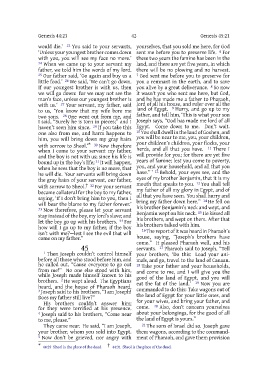 Genesis 44:23
42
Genesis 45:21
would die.' 23 You said to your servants,
'Unless your youngest brother comes down
with you, you will see my face no more.'
24 When we came up to your servant my
father, we told him the words of my lord.
25 Our father said, 'Go again and buy us a
little food.' 26 We said, 'We can't go down.
If our youngest brother is with us, then
we will go down: for we may not see the
man's face, unless our youngest brother is
with us.' 27 Your servant, my father, said
to us, 'You know that my wife bore me
two sons. 28 One went out from me, and
I said, "Surely he is torn in pieces;" and I
haven't seen him since. 29 If you take this
one also from me, and harm happens to
him, you will bring down my gray hairs
with sorrow to Sheol.' 30 Now therefore
when I come to your servant my father,
and the boy is not with us; since his life is
bound up in the boy's life; 31 it will happen,
when he sees that the boy is no more, that
he will die. Your servants will bring down
the gray hairs of your servant, our father,
with sorrow to Sheol. 32 For your servant
became collateral for the boy to my father,
saying, 'If I don't bring him to you, then I
will bear the blame to my father forever.'
33 Now therefore, please let your servant
stay instead of the boy, my lord's slave; and
let the boy go up with his brothers. 34 For
how will I go up to my father, if the boy
isn't with me?—lest I see the evil that will
come on my father."
45
1 Then Joseph couldn't control himself
before all those who stood before him, and
he called out, "Cause everyone to go out
from me!" No one else stood with him,
while Joseph made himself known to his
brothers. 2 He wept aloud. The Egyptians
heard, and the house of Pharaoh heard.
3 Joseph said to his brothers, "I am Joseph!
Does my father still live?"
His brothers couldn't answer him;
for they were terrified at his presence.
4 Joseph said to his brothers, "Come near
to me, please."
They came near. He said, "I am Joseph,
your brother, whom you sold into Egypt.
5 Now don't be grieved, nor angry with
yourselves, that you sold me here, for God
sent me before you to preserve life. 6 For
these two years the famine has been in the
land, and there are yet five years, in which
there will be no plowing and no harvest.
7 God sent me before you to preserve for
you a remnant in the earth, and to save
you alive by a great deliverance. 8 So now
it wasn't you who sent me here, but God,
and he has made me a father to Pharaoh,
lord of all his house, and ruler over all the
land of Egypt. 9 Hurry, and go up to my
father, and tell him, 'This is what your son
Joseph says, "God has made me lord of all
Egypt. Come down to me. Don't wait.
10 You shall dwell in the land of Goshen, and
you will be near to me, you, your children,
your children's children, your flocks, your
herds, and all that you have. 11 There I
will provide for you; for there are yet five
years of famine; lest you come to poverty,
you, and your household, and all that you
have."' 12 Behold, your eyes see, and the
eyes of my brother Benjamin, that it is my
mouth that speaks to you. 13 You shall tell
my father of all my glory in Egypt, and of
all that you have seen. You shall hurry and
bring my father down here." 14 He fell on
his brother Benjamin's neck and wept, and
Benjamin wept on his neck. 15 He kissed all
his brothers, and wept on them. After that
his brothers talked with him.
16 The report of it was heard in Pharaoh's
house, saying, "Joseph's brothers have
come." It pleased Pharaoh well, and his
servants. 17 Pharaoh said to Joseph, "Tell
your brothers, 'Do this: Load your ani-
mals, and go, travel to the land of Canaan.
18 Take your father and your households,
and come to me, and I will give you the
good of the land of Egypt, and you will
eat the fat of the land.' 19 Now you are
commanded to do this: Take wagons out of
the land of Egypt for your little ones, and
for your wives, and bring your father, and
come. 20 Also, don't concern yourselves
about your belongings, for the good of all
the land of Egypt is yours."
21 The sons of Israel did so. Joseph gave
them wagons, according to the command-
ment of Pharaoh, and gave them provision